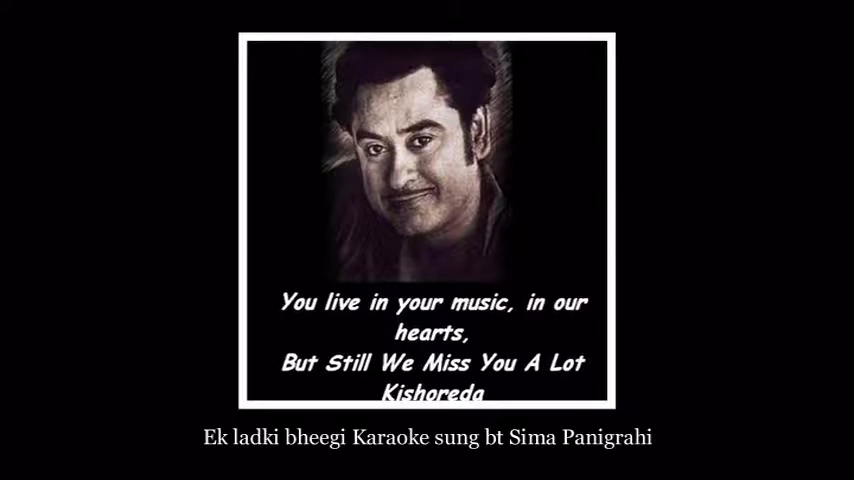 You live in your music, in our
hearts,
But Still We Miss You A Lot
Kishoreda
Ek ladki bheegi Karaoke sung bt Sima Panigrahi